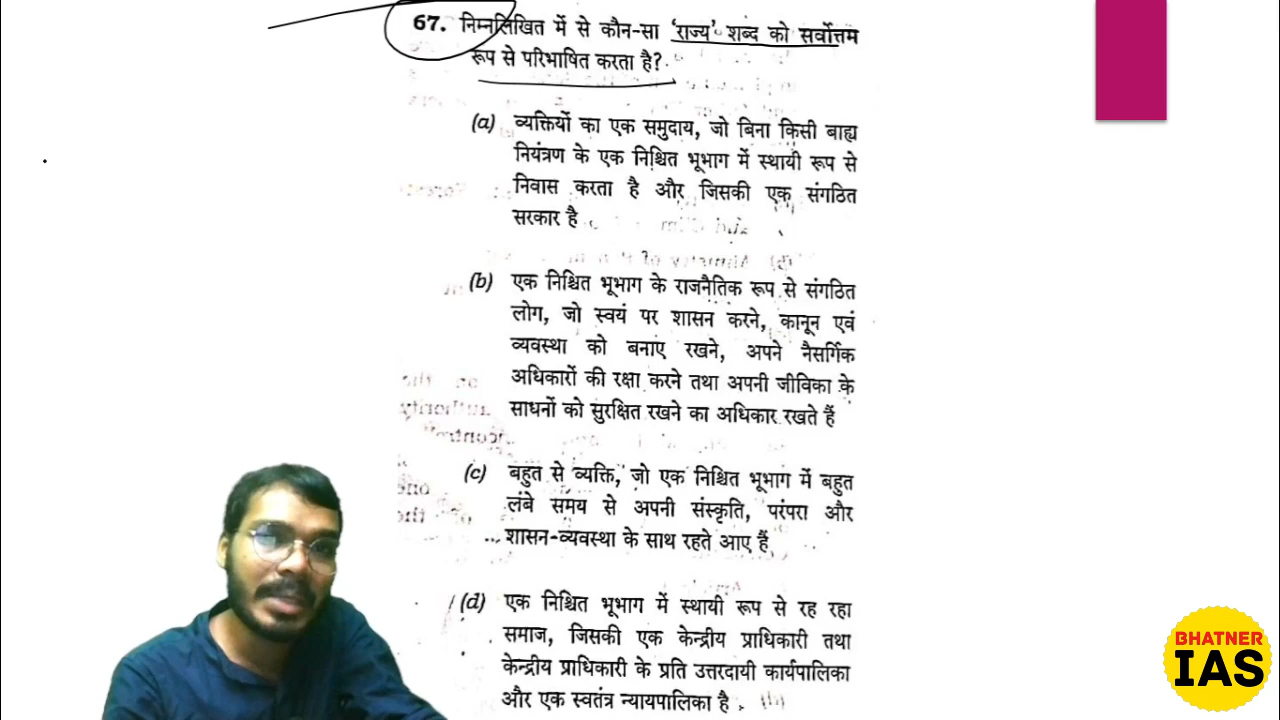 67. निम्नलिखित में से कौन-सा 'राज्य' शब्द को सर्वोत्तम
रूप से परिभाषित करता है?
(a) व्यक्तियों का एक समुदाय, जो बिना किसी बाह्य
नियंत्रण के एक निश्चित भूभाग में स्थायी रूप से
निवास करता है और जिसकी एक संगठित
सरकार है
(b) एक निश्चित भूभाग के राजनैतिक रूप से संगठित
लोग, जो स्वयं पर शासन करने, कानून एवं
व्यवस्था को बनाए रखने, अपने नैसर्गिक
अधिकारों की रक्षा करने तथा अपनी जीविका के
साधनों को सुरक्षित रखने का अधिकार रखते हैं
(c) बहुत से व्यक्ति, जो एक निश्चित भूभाग में बहुत
लंबे समय से अपनी संस्कृति, परंपरा और
शासन-व्यवस्था के साथ रहते आए हैं
(d) एक निश्चित भूभाग में स्थायी रूप से रह रहा
समाज, जिसकी एक केन्द्रीय प्राधिकारी तथा
केन्द्रीय प्राधिकारी के प्रति उत्तरदायी कार्यपालिका
और एक स्वतंत्र न्यायपालिका है
BHATNER
IAS